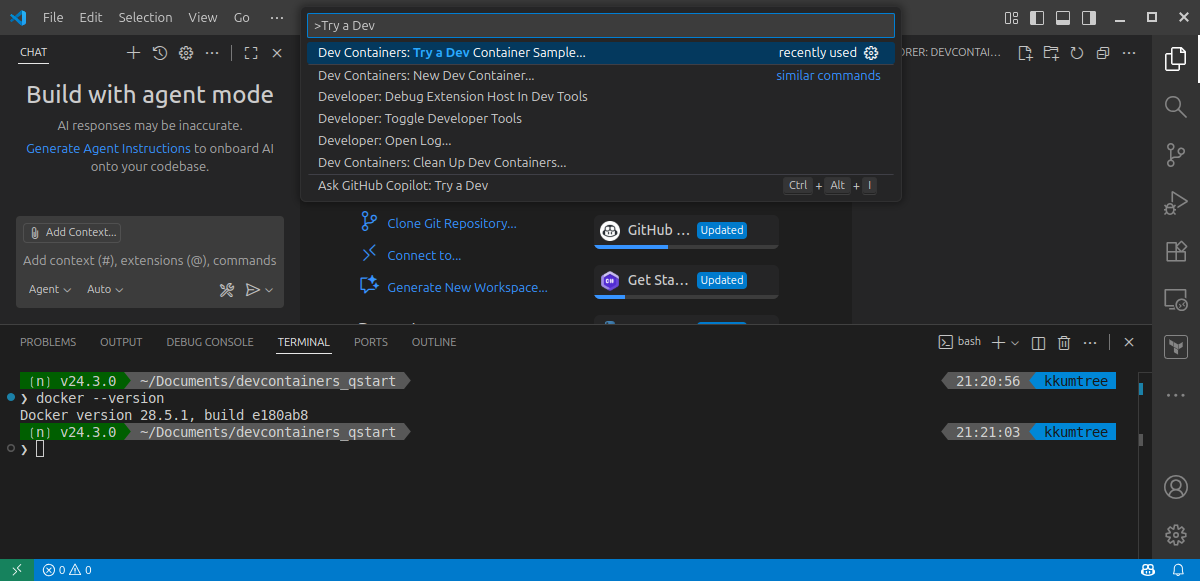 File Edit Selection View Go ···
>Try a Dev
Dev Containers: Try a Dev Container Sample... recently used
Dev Containers: New Dev Container... similar commands
Developer: Debug Extension Host In Dev Tools
Developer: Toggle Developer Tools
Developer: Open Log...
Dev Containers: Clean Up Dev Containers...
Ask GitHub Copilot: Try a Dev Ctrl + Alt + I
CHAT
Build with agent mode
AI responses may be inaccurate.
Generate Agent Instructions to onboard AI
onto your codebase.
Add Context...
Add context (#), extensions (@), commands
Agent Auto
Clone Git Repository...
Connect to...
Generate New Workspace...
GitHub ... Updated
Get Sta... Updated
ORER: DEVCONTAI...
PROBLEMS OUTPUT DEBUG CONSOLE TERMINAL PORTS OUTLINE
bash
[n] v24.3.0 ~/Documents/devcontainers_qstart 21:20:56 kkumtree
❯ docker --version
Docker version 28.5.1, build e180ab8
[n] v24.3.0 ~/Documents/devcontainers_qstart 21:21:03 kkumtree
❯
0 0